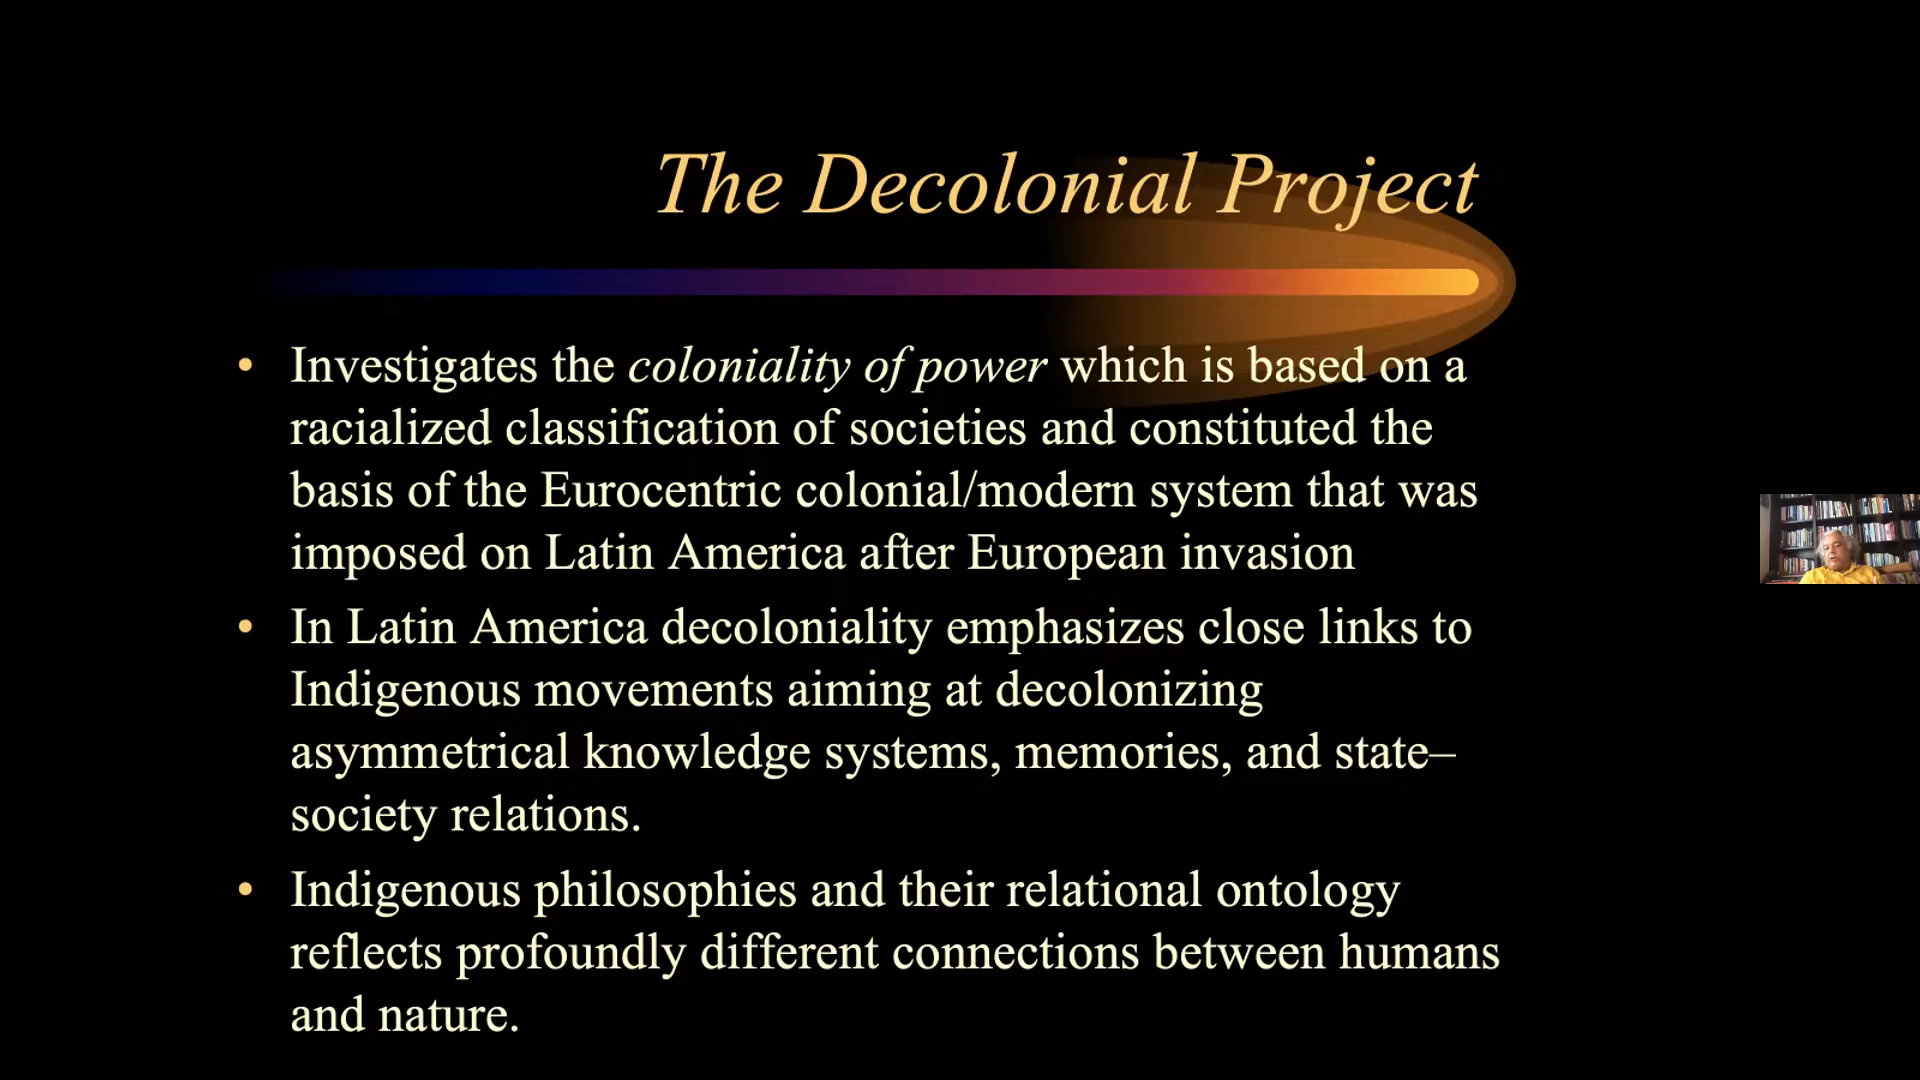 The Decolonial Project
• Investigates the coloniality of power which is based on a
racialized classification of societies and constituted the
basis of the Eurocentric colonial/modern system that was
imposed on Latin America after European invasion
• In Latin America decoloniality emphasizes close links to
Indigenous movements aiming at decolonizing
asymmetrical knowledge systems, memories, and state–
society relations.
• Indigenous philosophies and their relational ontology
reflects profoundly different connections between humans
and nature.